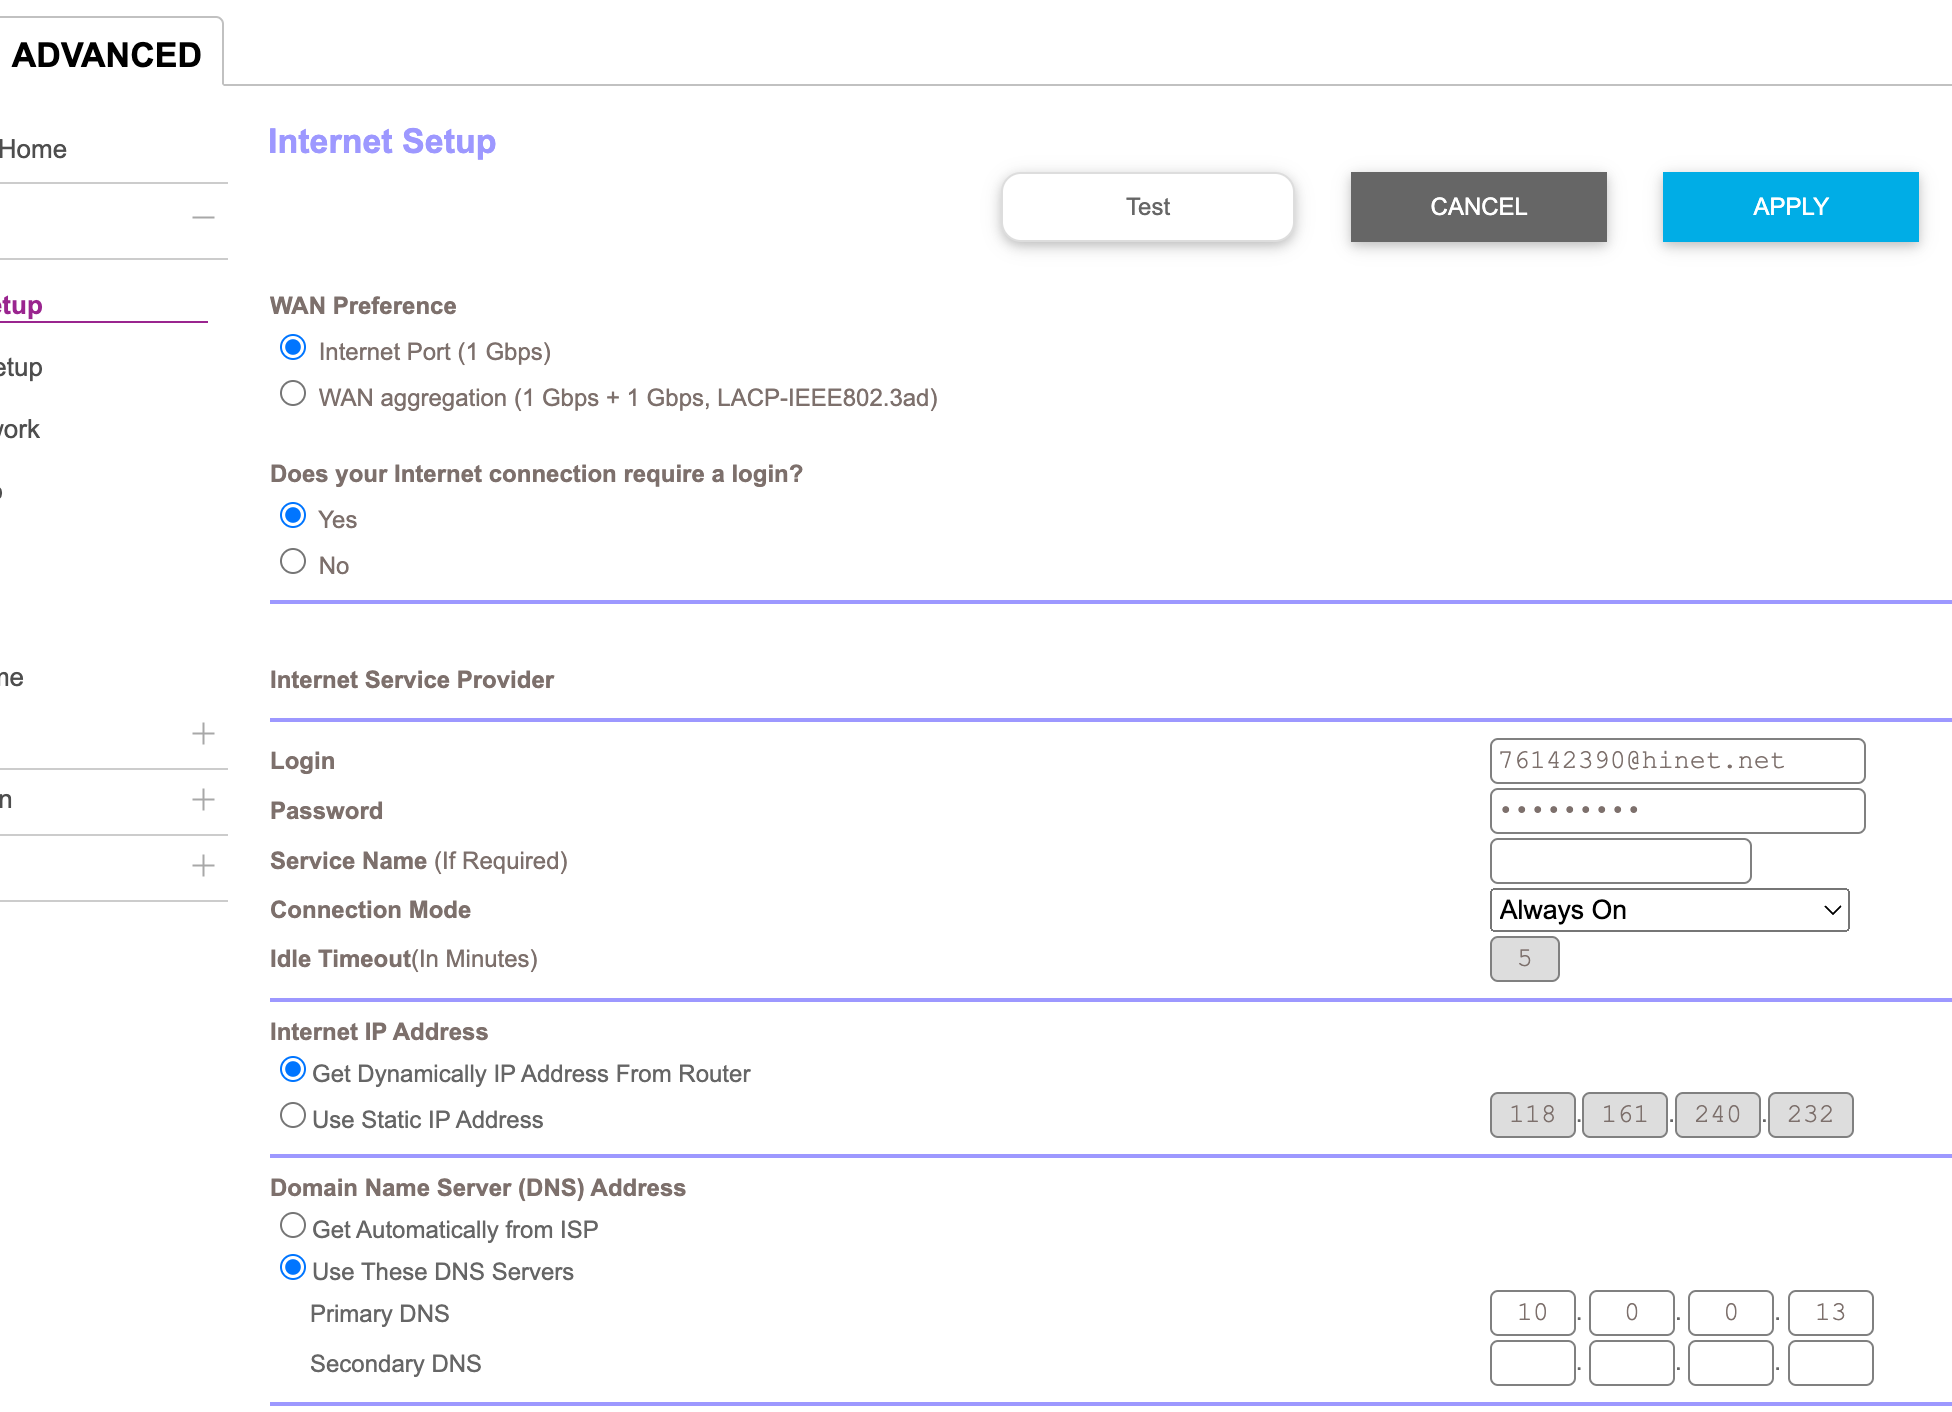 ADVANCED
Home
Internet Setup
Test CANCEL APPLY
etup
WAN Preference
Internet Port (1 Gbps)
etup
WAN aggregation (1 Gbps + 1 Gbps, LACP-IEEE802.3ad)
ork
Does your Internet connection require a login?
Yes
No
Internet Service Provider
me
Login 76142390@hinet.net
Password •••••••••
n
Service Name (If Required)
Connection Mode Always On
Idle Timeout(In Minutes) 5
Internet IP Address
Get Dynamically IP Address From Router
Use Static IP Address 118.161.240.232
Domain Name Server (DNS) Address
Get Automatically from ISP
Use These DNS Servers
Primary DNS 10. 0. 0. 13
Secondary DNS . . .